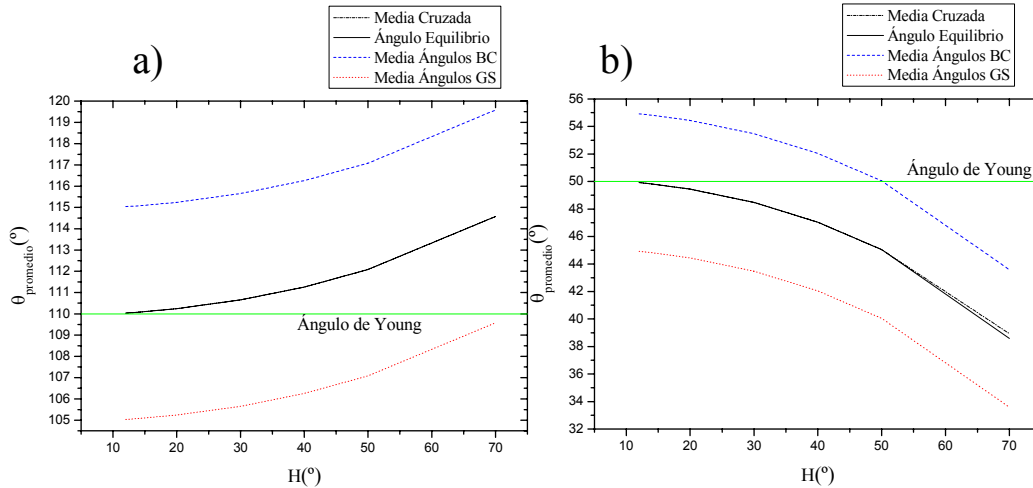 a)
Media Cruzada
Ángulo Equilibrio
Media Ángulos BC
Media Ángulos GS
120
119
118
117
116
115
114
113
112
111
110
109
108
107
106
105
θpromedio(º)
Ángulo de Young
10 20 30 40 50 60 70
H(º)
b)
Media Cruzada
Ángulo Equilibrio
Media Ángulos BC
Media Ángulos GS
56
54
52
50
48
46
44
42
40
38
36
34
32
θpromedio(º)
Ángulo de Young
10 20 30 40 50 60 70
H(º)